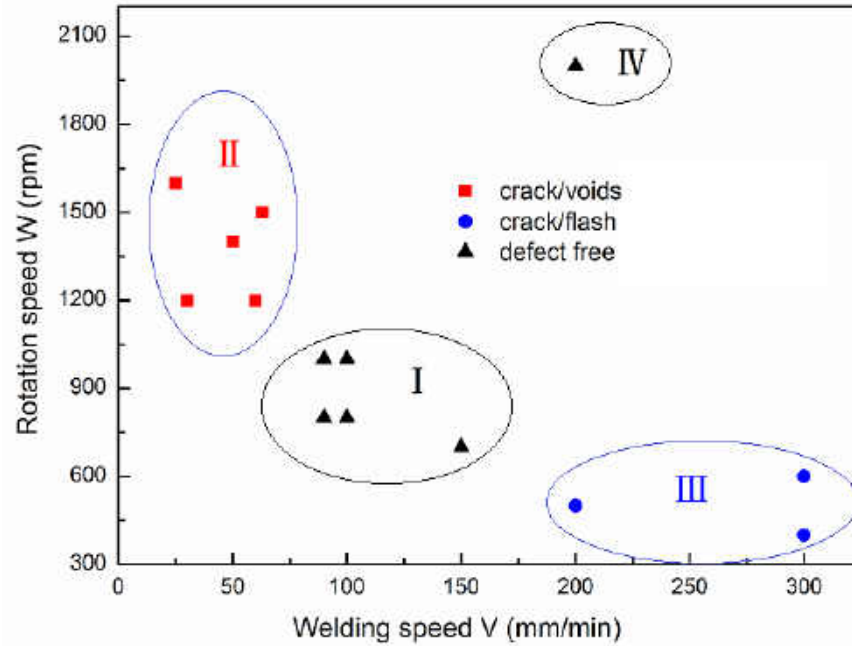 2100
1800
1500
1200
900
600
300
Rotation speed W (rpm)
II
IV
crack/voids
crack/flash
defect free
I
III
0 50 100 150 200 250 300
Welding speed V (mm/min)